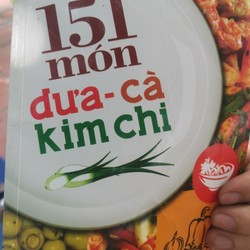 151
món
dưa-cà
kim chi